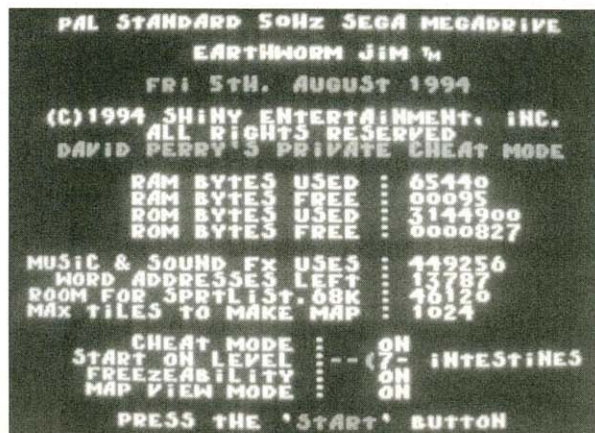 PAL STANDARD 50HZ SEGA MEGADRIVE
EARTHWORM JIM TM
FRI 5TH. AUGUST 1994
(C)1994 SHINY ENTERTAINMENT, INC.
ALL RIGHTS RESERVED
DAVID PERRY'S PRIVATE CHEAT MODE
RAM BYTES USED : 65440
RAM BYTES FREE : 00095
ROM BYTES USED : 3144900
ROM BYTES FREE : 0000827
MUSIC & SOUND FX USES : 449256
WORD ADDRESSES LEFT : 13787
ROOM FOR SPRTLIST.68K : 46120
MAX TILES TO MAKE MAP : 1024
CHEAT MODE : ON
START ON LEVEL :--(7- INTESTINES
FREEZEABILITY : ON
MAP VIEW MODE : ON
PRESS THE 'START' BUTTON